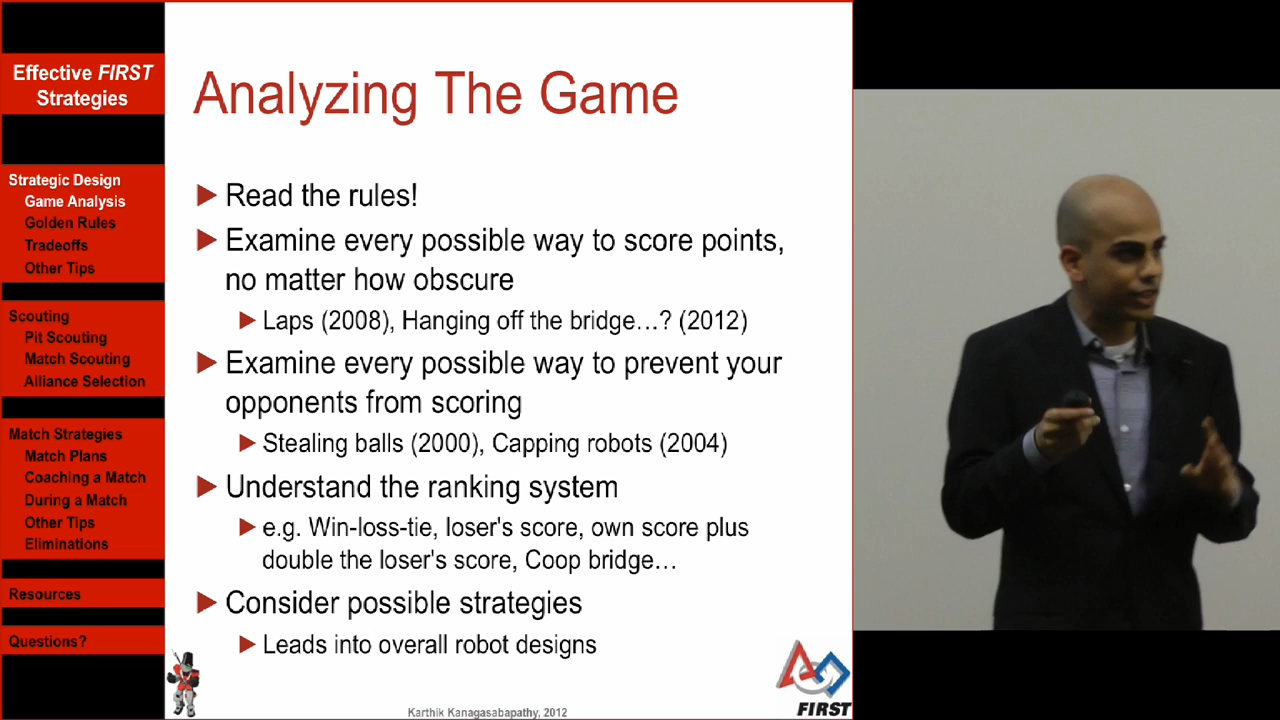 Effective FIRST
Strategies
Strategic Design
Game Analysis
Golden Rules
Tradeoffs
Other Tips
Scouting
Pit Scouting
Match Scouting
Alliance Selection
Match Strategies
Match Plans
Coaching a Match
During a Match
Other Tips
Eliminations
Resources
Questions?
Analyzing The Game
Read the rules!
Examine every possible way to score points,
no matter how obscure
Laps (2008), Hanging off the bridge…? (2012)
Examine every possible way to prevent your
opponents from scoring
Stealing balls (2000), Capping robots (2004)
Understand the ranking system
e.g. Win-loss-tie, loser's score, own score plus
double the loser's score, Coop bridge…
Consider possible strategies
Leads into overall robot designs
Karthik Kanagasabapathy, 2012
FIRST